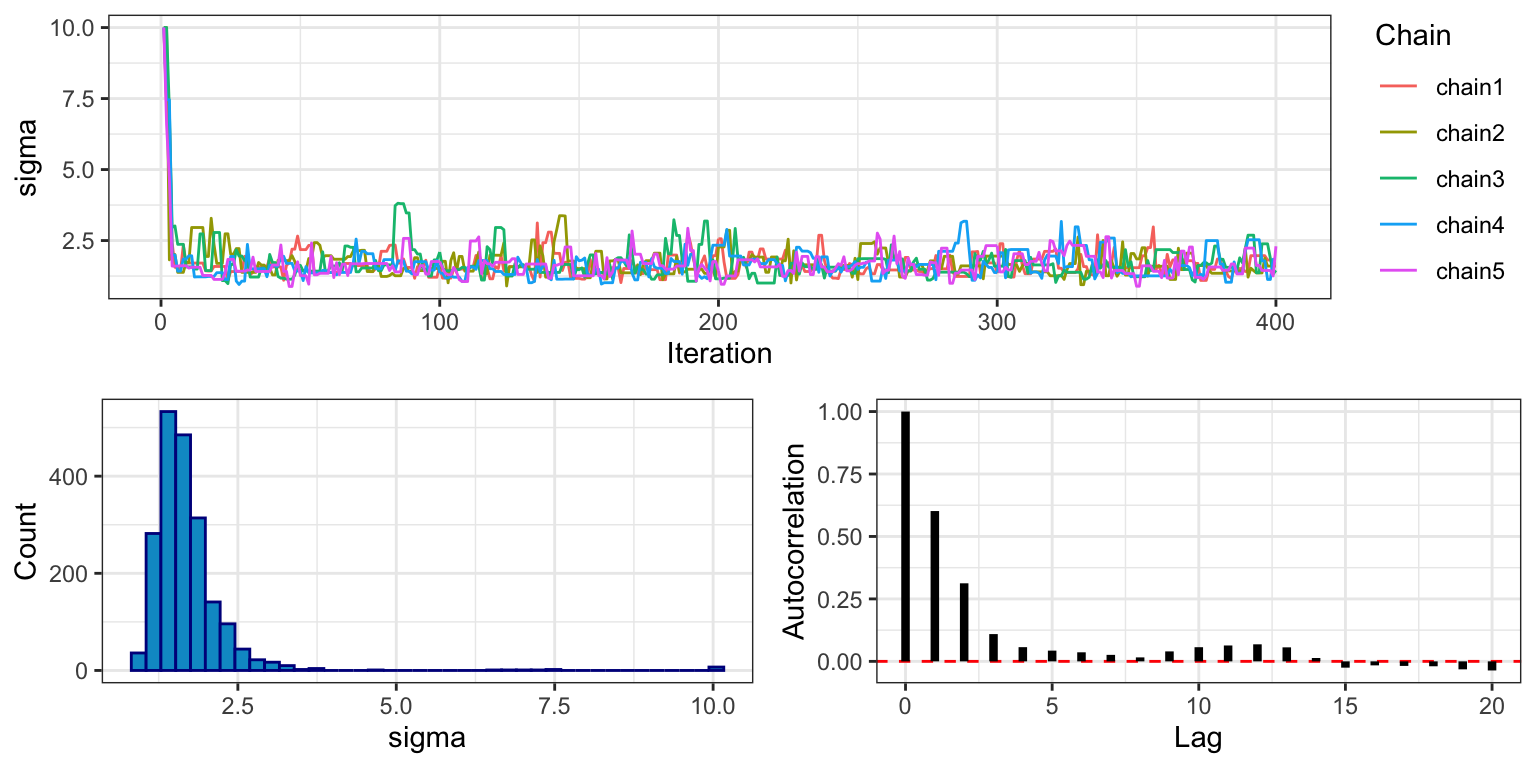 10.0
7.5
5.0
2.5
sigma
0 100 200 300 400
Iteration
Chain
chain1
chain2
chain3
chain4
chain5
400
200
0
Count
2.5 5.0 7.5 10.0
sigma
1.00
0.75
0.50
0.25
0.00
Autocorrelation
0 5 10 15 20
Lag